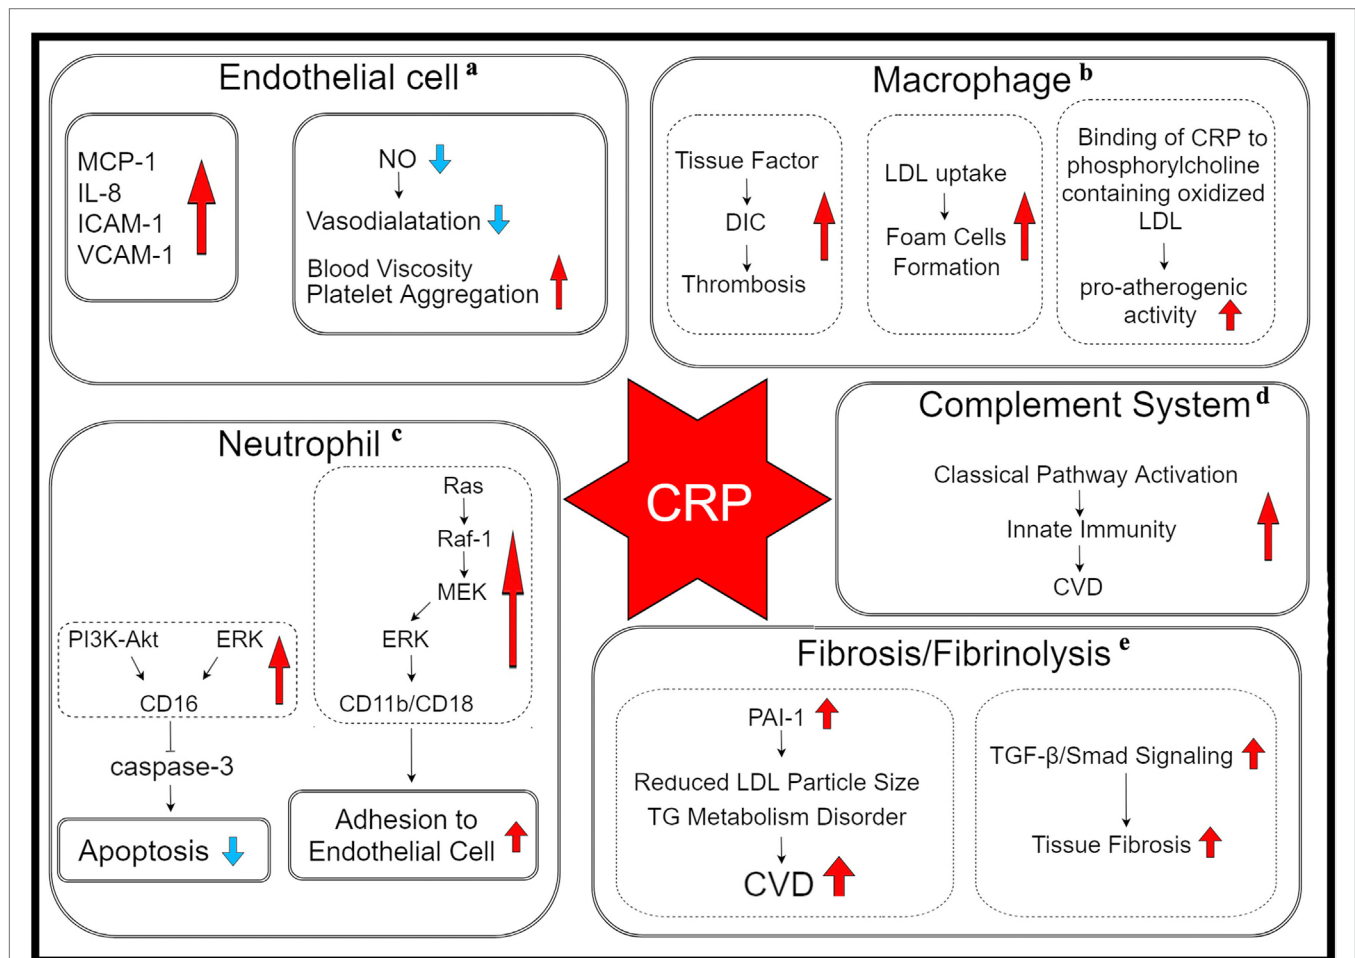 Endothelial cell a
MCP-1
IL-8
ICAM-1
VCAM-1
NO
Vasodialatation
Blood Viscosity
Platelet Aggregation
Macrophage b
Tissue Factor
DIC
Thrombosis
LDL uptake
Foam Cells
Formation
Binding of CRP to
phosphorylcholine
containing oxidized
LDL
pro-atherogenic
activity
Neutrophil c
Ras
Raf-1
MEK
ERK
CD11b/CD18
Adhesion to
Endothelial Cell
PI3K-Akt
ERK
CD16
caspase-3
Apoptosis
CRP
Complement System d
Classical Pathway Activation
Innate Immunity
CVD
Fibrosis/Fibrinolysis e
PAI-1
Reduced LDL Particle Size
TG Metabolism Disorder
CVD
TGF-β/Smad Signaling
Tissue Fibrosis